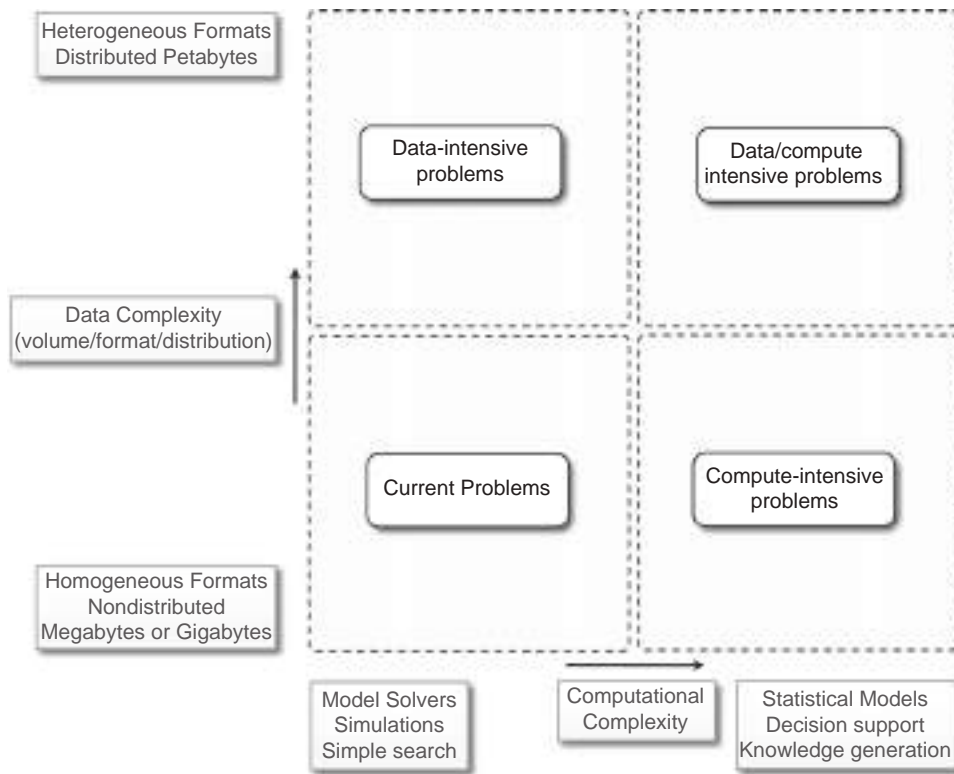 Heterogeneous Formats
Distributed Petabytes
Data-intensive
problems
Data/compute
intensive problems
Data Complexity
(volume/format/distribution)
Current Problems
Compute-intensive
problems
Homogeneous Formats
Nondistributed
Megabytes or Gigabytes
Model Solvers
Simulations
Simple search
Computational
Complexity
Statistical Models
Decision support
Knowledge generation